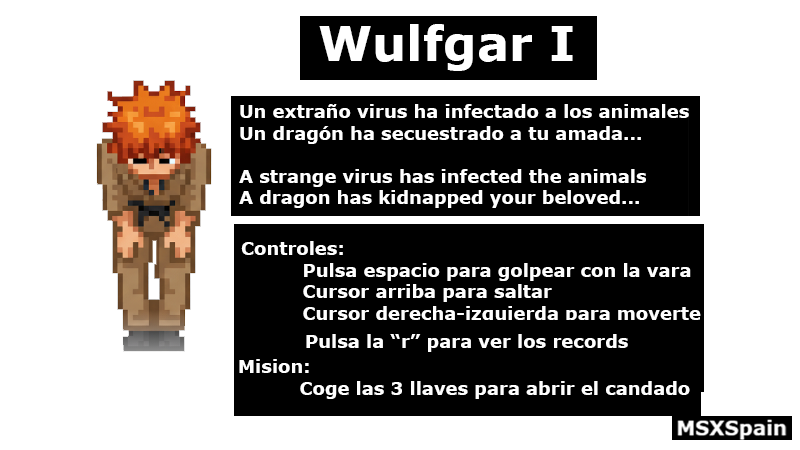 Wulfgar I
Un extraño virus ha infectado a los animales
Un dragón ha secuestrado a tu amada...
A strange virus has infected the animals
A dragon has kidnapped your beloved...
Controles:
Pulsa espacio para golpear con la vara
Cursor arriba para saltar
Cursor derecha-izquierda para moverte
Pulsa la “r” para ver los records
Mision:
Coge las 3 llaves para abrir el candado
MSXSpain